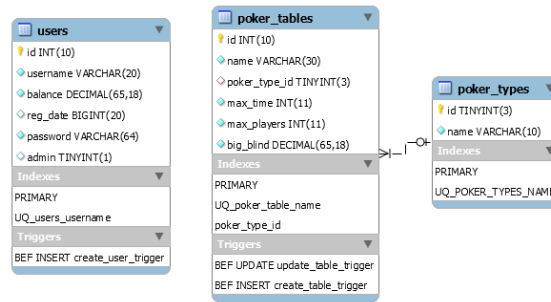 users
id INT(10)
username VARCHAR(20)
balance DECIMAL(65,18)
reg_date BIGINT(20)
password VARCHAR(64)
admin TINYINT(1)
Indexes
PRIMARY
UQ_users_username
Triggers
BEF INSERT create_user_trigger
poker_tables
id INT(10)
name VARCHAR(30)
poker_type_id TINYINT(3)
max_time INT(11)
max_players INT(11)
big_blind DECIMAL(65,18)
Indexes
PRIMARY
UQ_poker_table_name
poker_type_id
Triggers
BEF UPDATE update_table_trigger
BEF INSERT create_table_trigger
poker_types
id TINYINT(3)
name VARCHAR(10)
Indexes
PRIMARY
UQ_POKER_TYPES_NAME